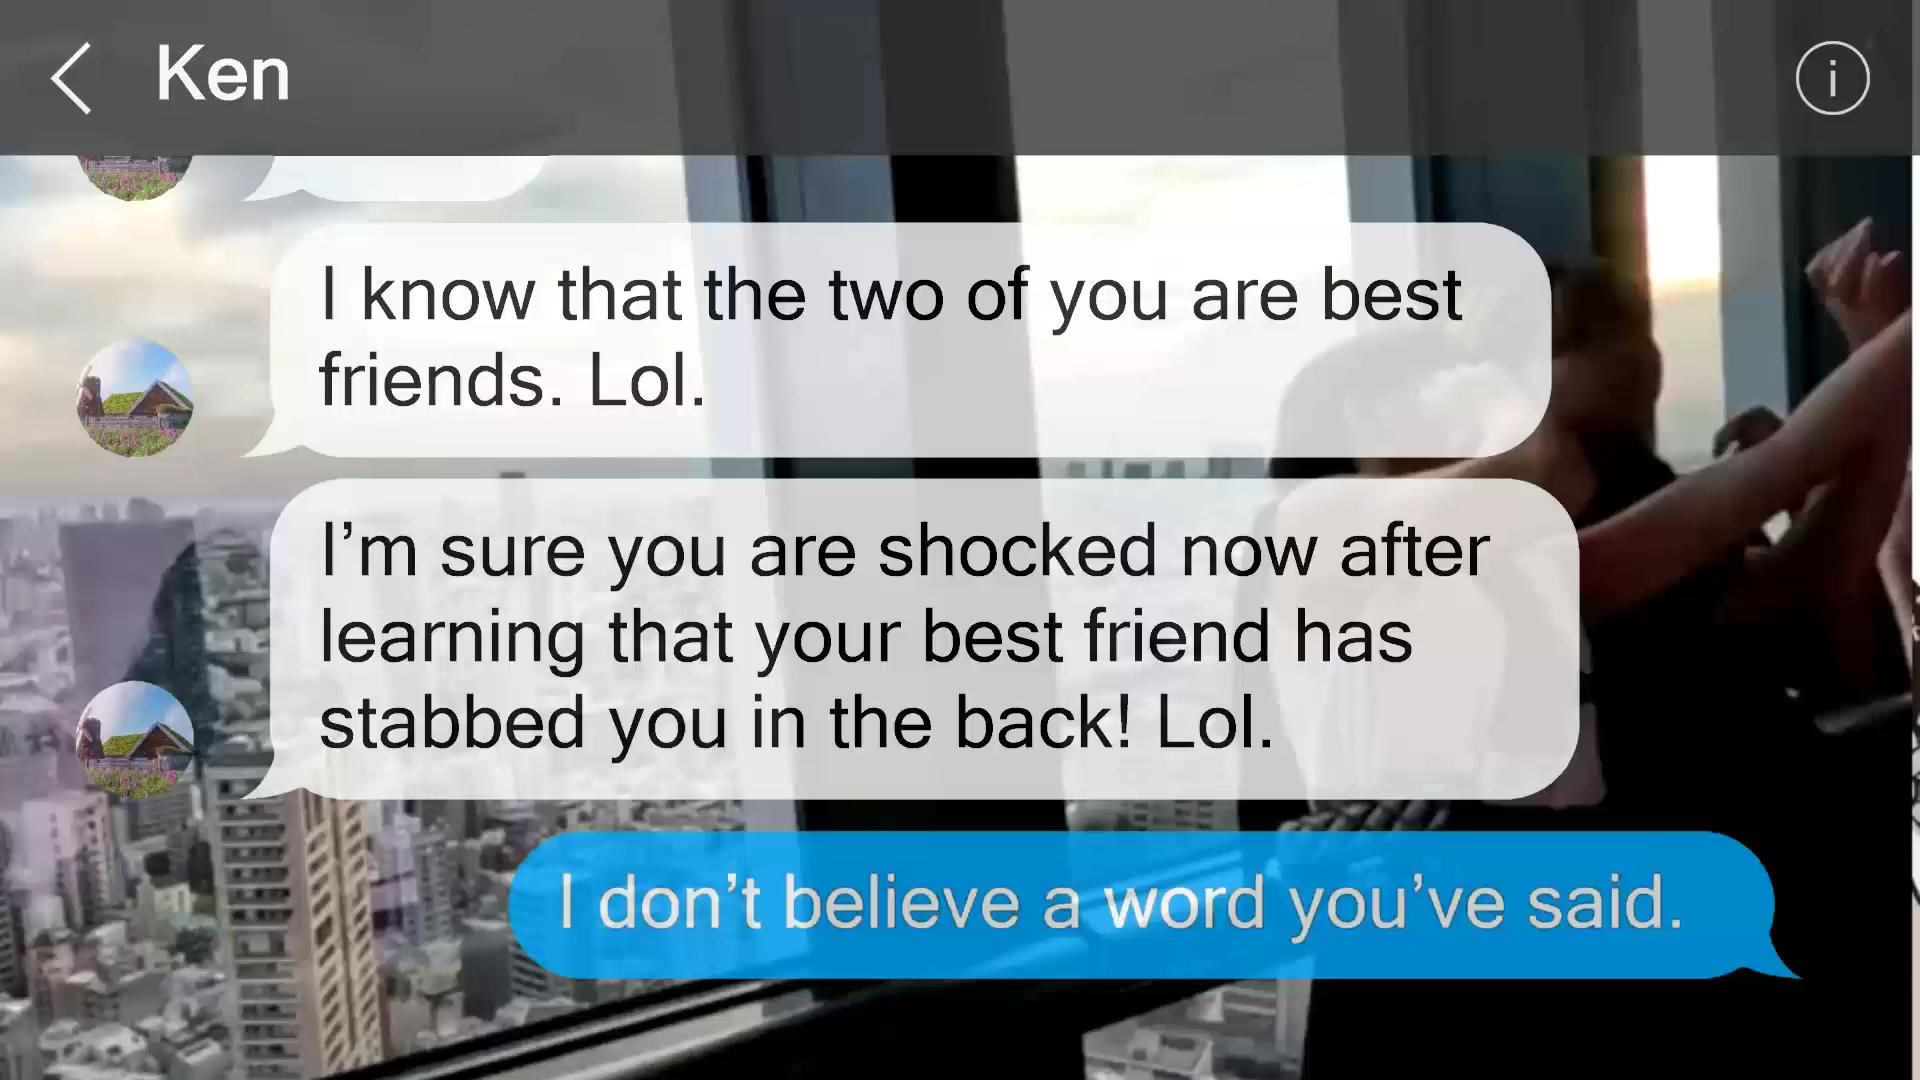 Ken
i
I know that the two of you are best
friends. Lol.
I’m sure you are shocked now after
learning that your best friend has
stabbed you in the back! Lol.
I don’t believe a word you’ve said.